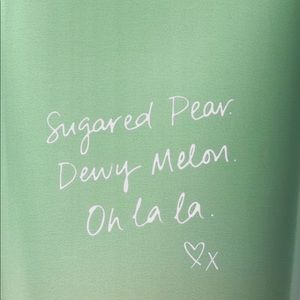 Sugared Pear.
Dewy Melon.
Oh la la.
♡x